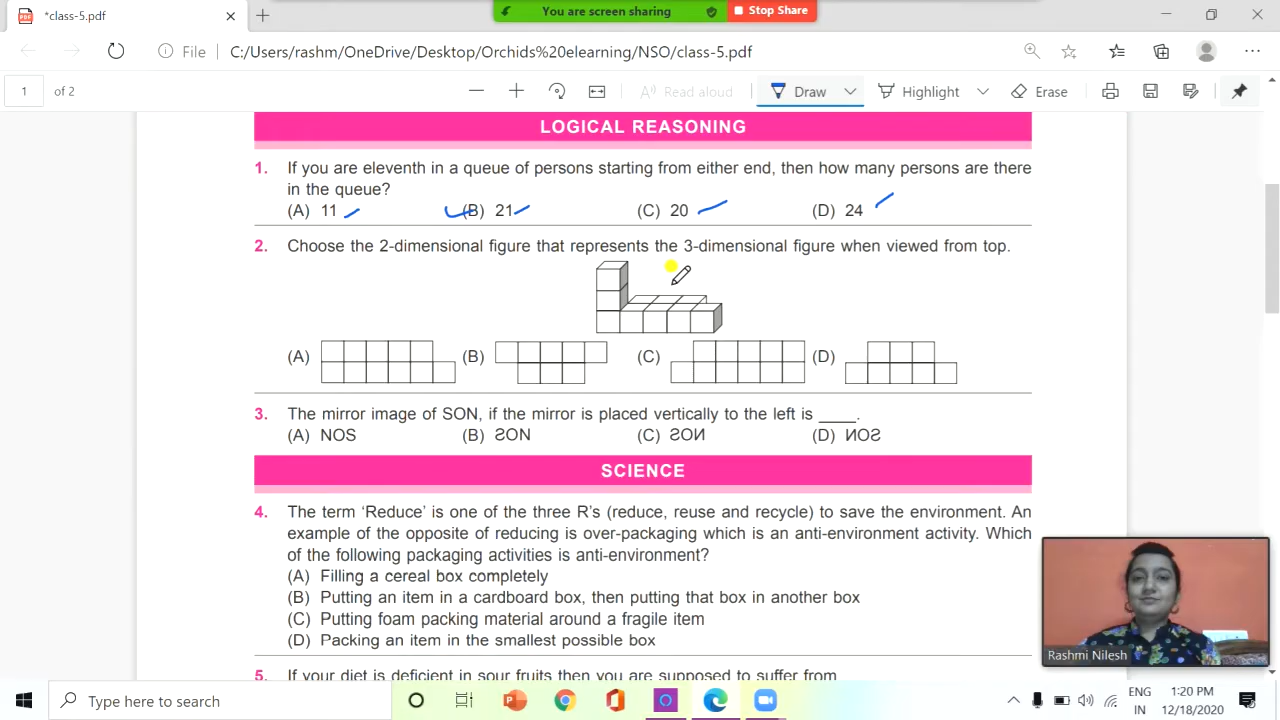 *class-5.pdf
You are screen sharing
Stop Share
File
C:/Users/rashm/OneDrive/Desktop/Orchids%20elearning/NSO/class-5.pdf
1 of 2
Read aloud
Draw
Highlight
Erase
LOGICAL REASONING
1. If you are eleventh in a queue of persons starting from either end, then how many persons are there
in the queue?
(A) 11 (B) 21 (C) 20 (D) 24
2. Choose the 2-dimensional figure that represents the 3-dimensional figure when viewed from top.
(A) (B) (C) (D)
3. The mirror image of SON, if the mirror is placed vertically to the left is ____.
(A) NOS (B) ƧON (C) ƧOИ (D) ИOƧ
SCIENCE
4. The term ‘Reduce’ is one of the three R’s (reduce, reuse and recycle) to save the environment. An
example of the opposite of reducing is over-packaging which is an anti-environment activity. Which
of the following packaging activities is anti-environment?
(A) Filling a cereal box completely
(B) Putting an item in a cardboard box, then putting that box in another box
(C) Putting foam packing material around a fragile item
(D) Packing an item in the smallest possible box
5. If your diet is deficient in sour fruits then you are supposed to suffer from
Rashmi Nilesh
Type here to search
ENG
IN
1:20 PM
12/18/2020